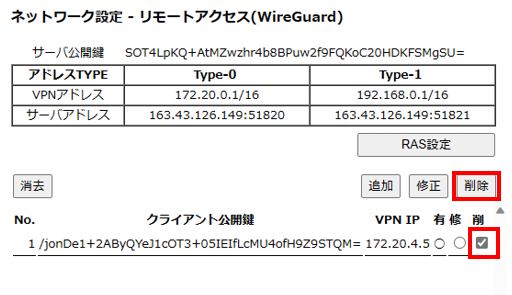 ネットワーク設定 - リモートアクセス(WireGuard)
サーバ公開鍵 SOT4LpKQ+AtMZwzhr4b8BPuw2f9FQKoC20HDKFSMgSU=
アドレスTYPE Type-0 Type-1
VPNアドレス 172.20.0.1/16 192.168.0.1/16
サーバアドレス 163.43.126.149:51820 163.43.126.149:51821
RAS設定
消去 追加 修正 削除
No. クライアント公開鍵 VPN IP 有 修 削
1 /jonDe1+2AByQYeJ1cOT3+05IEIfLcMU4ofH9Z9STQM= 172.20.4.5 ○